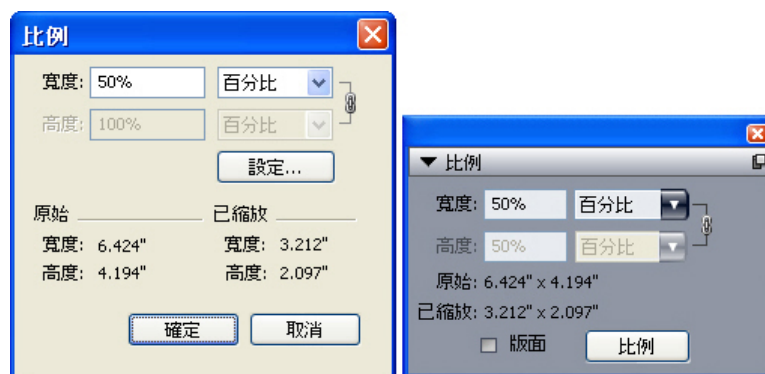 比例
寬度: 50% 百分比
高度: 100% 百分比
設定...
原始 已縮放
寬度: 6.424" 寬度: 3.212"
高度: 4.194" 高度: 2.097"
確定 取消
比例
寬度: 50% 百分比
高度: 50% 百分比
原始: 6.424" x 4.194"
已縮放: 3.212" x 2.097"
版面 比例